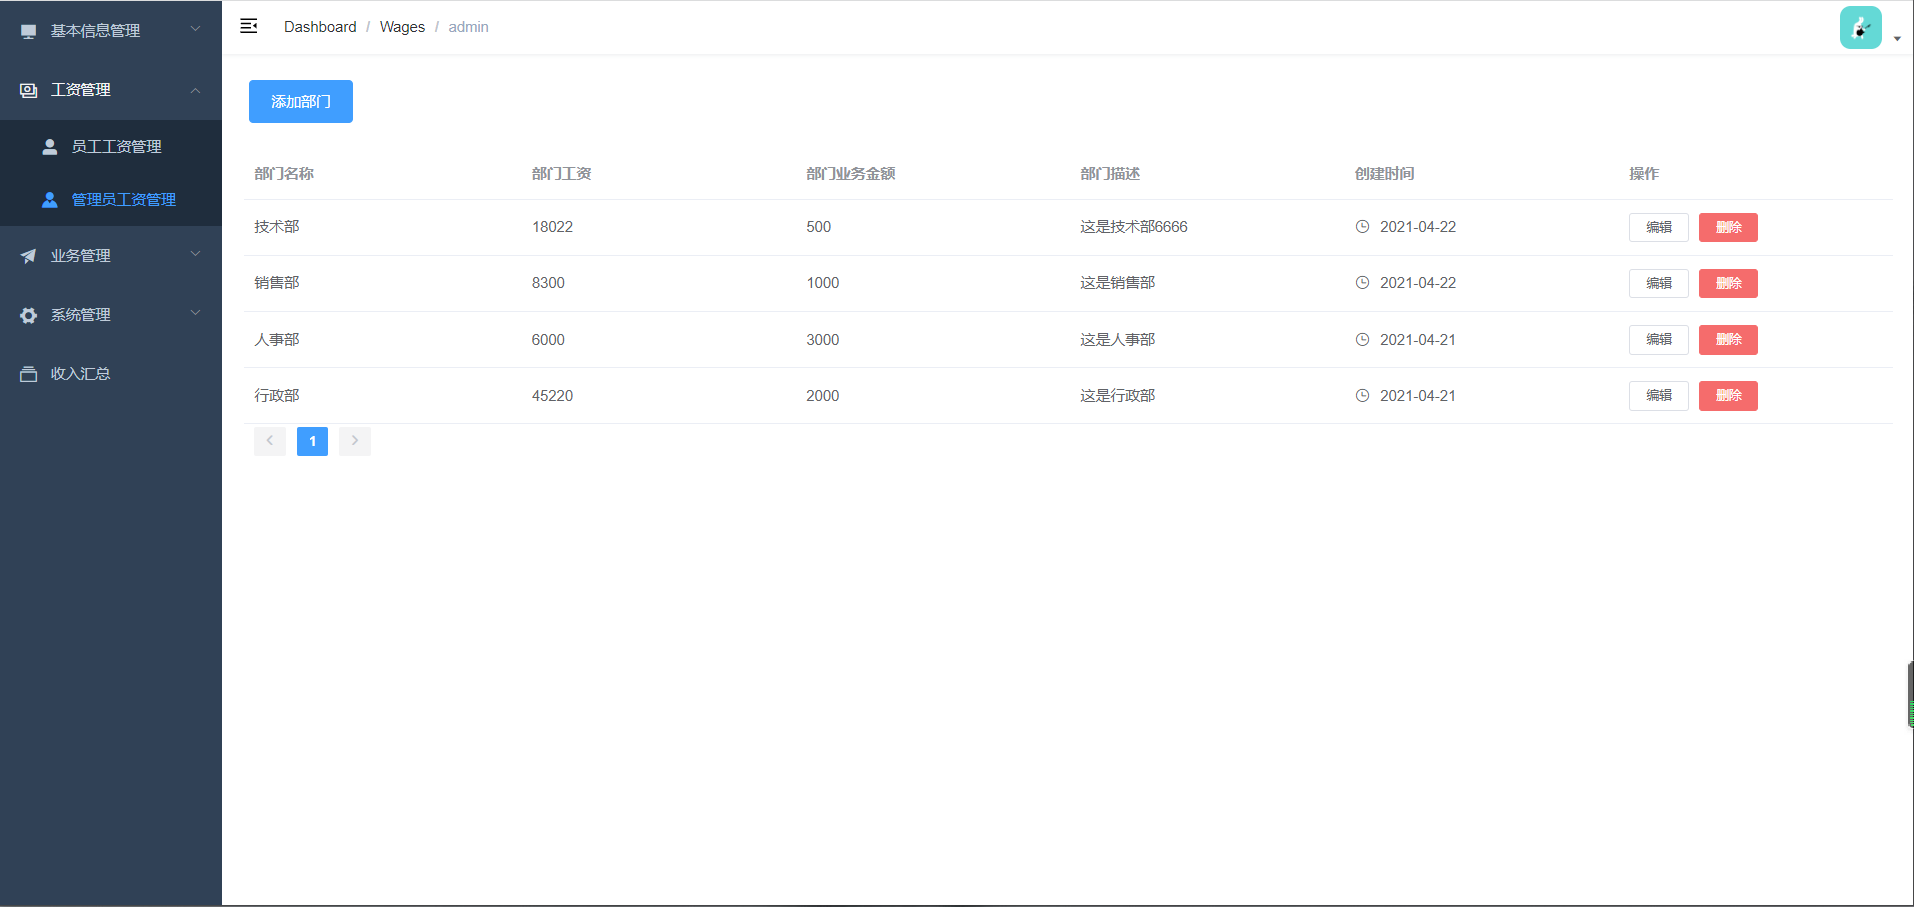 基本信息管理
工资管理
员工工资管理
管理员工资管理
业务管理
系统管理
收入汇总
Dashboard / Wages / admin
添加部门
部门名称 部门工资 部门业务金额 部门描述 创建时间 操作
技术部 18022 500 这是技术部6666 2021-04-22 编辑 删除
销售部 8300 1000 这是销售部 2021-04-22 编辑 删除
人事部 6000 3000 这是人事部 2021-04-21 编辑 删除
行政部 45220 2000 这是行政部 2021-04-21 编辑 删除
1